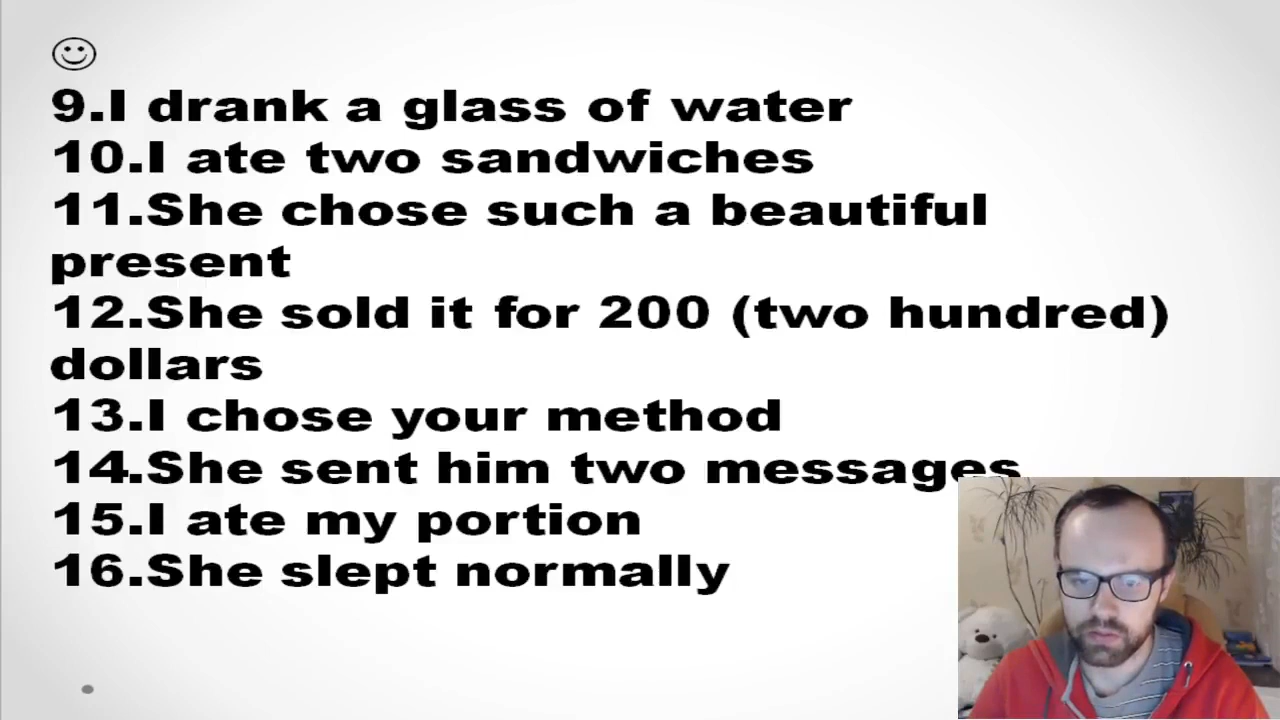 9.I drank a glass of water
10.I ate two sandwiches
11.She chose such a beautiful
present
12.She sold it for 200 (two hundred)
dollars
13.I chose your method
14.She sent him two messages
15.I ate my portion
16.She slept normally